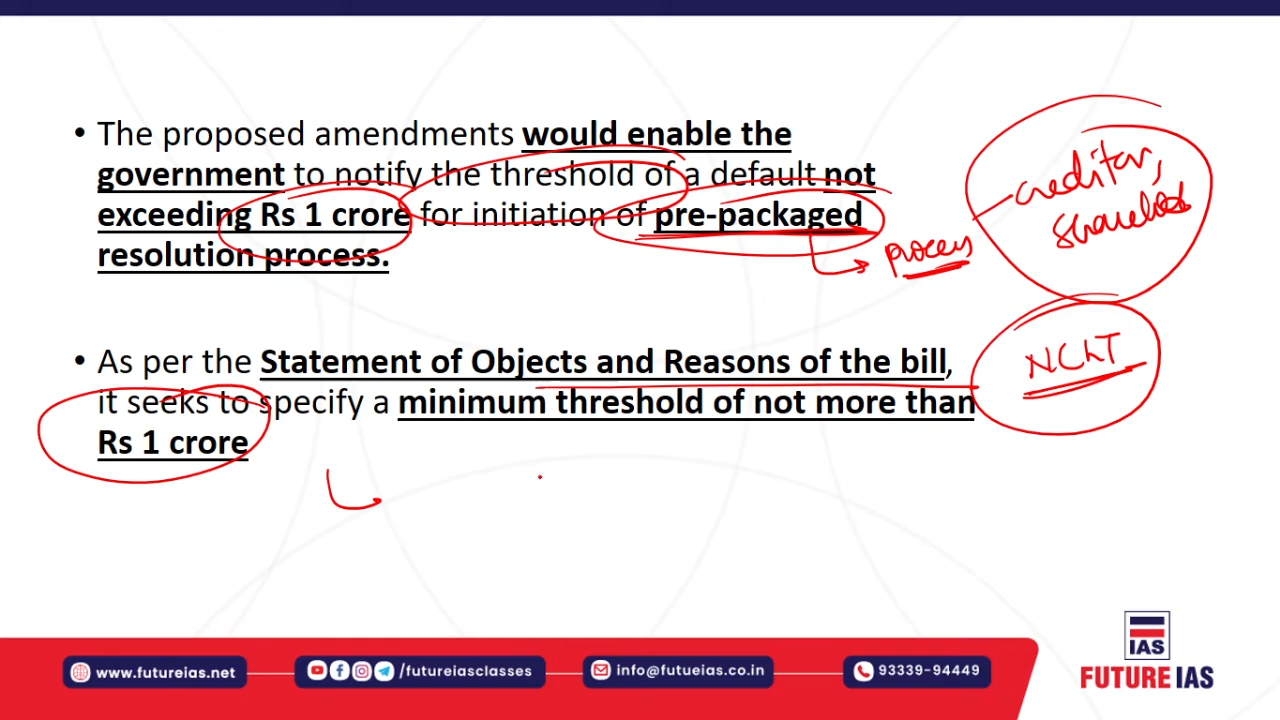 • The proposed amendments would enable the
government to notify the threshold of a default not
exceeding Rs 1 crore for initiation of pre-packaged
resolution process.
process
creditor,
NCLT
• As per the Statement of Objects and Reasons of the bill,
it seeks to specify a minimum threshold of not more than
Rs 1 crore
www.futureias.net
/futureiasclasses
info@futueias.co.in
93339-94449
IAS
FUTURE IAS